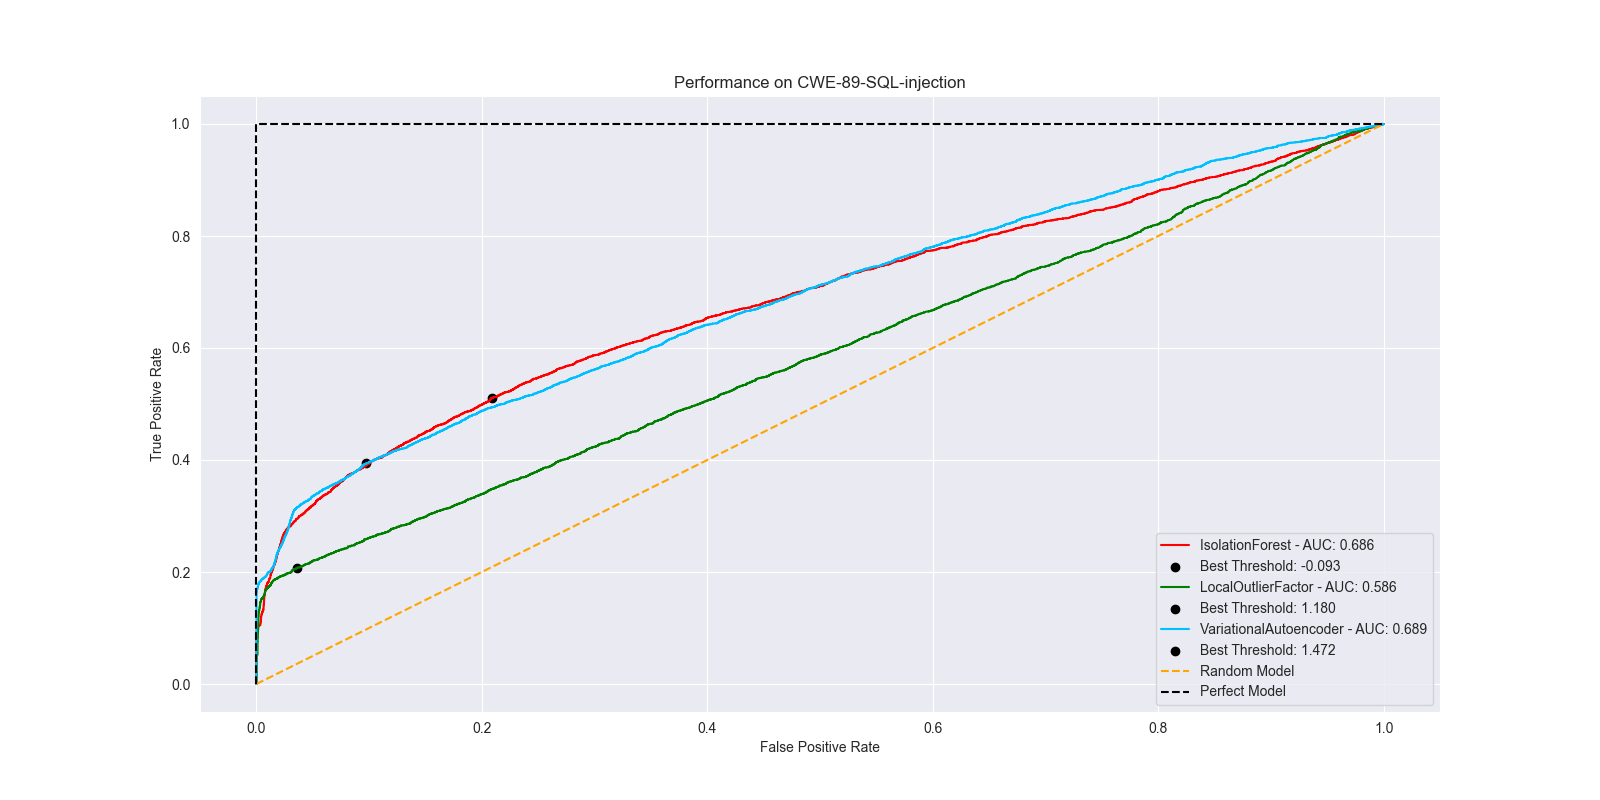 Performance on CWE-89-SQL-injection
1.0
0.8
0.6
0.4
0.2
0.0
True Positive Rate
0.0
0.2
0.4
0.6
0.8
1.0
False Positive Rate
IsolationForest - AUC: 0.686
Best Threshold: -0.093
LocalOutlierFactor - AUC: 0.586
Best Threshold: 1.180
VariationalAutoencoder - AUC: 0.689
Best Threshold: 1.472
Random Model
Perfect Model